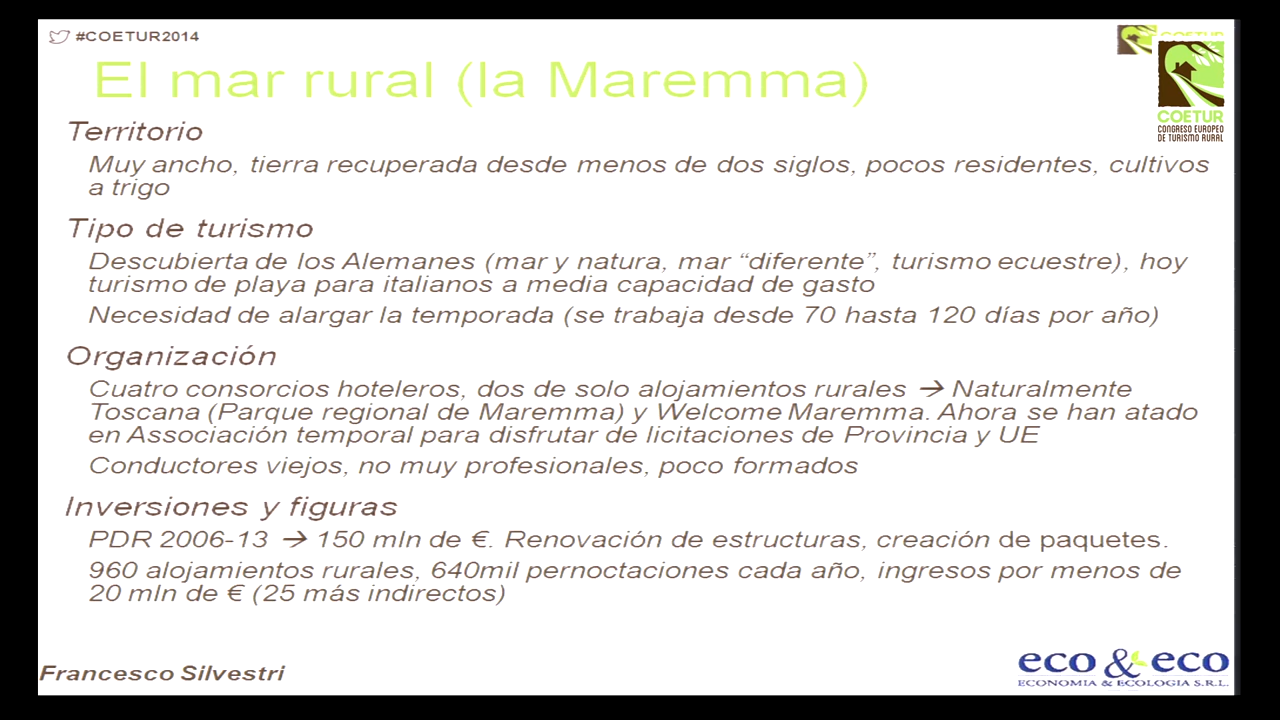 #COETUR2014
El mar rural (la Maremma)
COETUR
CONGRESO EUROPEO
DE TURISMO RURAL
Territorio
Muy ancho, tierra recuperada desde menos de dos siglos, pocos residentes, cultivos
a trigo
Tipo de turismo
Descubierta de los Alemanes (mar y natura, mar “diferente”, turismo ecuestre), hoy
turismo de playa para italianos a media capacidad de gasto
Necesidad de alargar la temporada (se trabaja desde 70 hasta 120 días por año)
Organización
Cuatro consorcios hoteleros, dos de solo alojamientos rurales → Naturalmente
Toscana (Parque regional de Maremma) y Welcome Maremma. Ahora se han atado
en Associación temporal para disfrutar de licitaciones de Provincia y UE
Conductores viejos, no muy profesionales, poco formados
Inversiones y figuras
PDR 2006-13 → 150 mln de €. Renovación de estructuras, creación de paquetes.
960 alojamientos rurales, 640mil pernoctaciones cada año, ingresos por menos de
20 mln de € (25 más indirectos)
Francesco Silvestri
eco & eco
ECONOMIA & ECOLOGIA S.R.L.